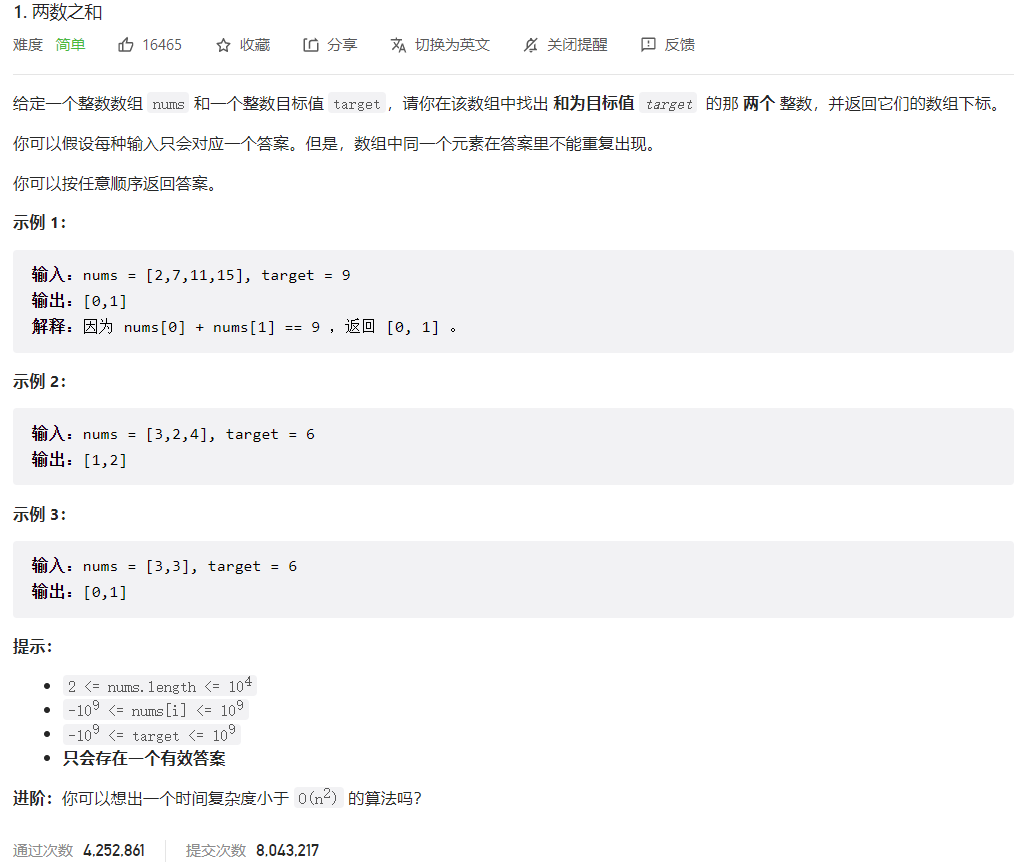 1. 两数之和
难度 简单 16465 收藏 分享 切换为英文 关闭提醒 反馈
给定一个整数数组 nums 和一个整数目标值 target，请你在该数组中找出 和为目标值 target 的那 两个 整数，并返回它们的数组下标。
你可以假设每种输入只会对应一个答案。但是，数组中同一个元素在答案里不能重复出现。
你可以按任意顺序返回答案。
示例 1：
输入：nums = [2,7,11,15], target = 9
输出：[0,1]
解释：因为 nums[0] + nums[1] == 9 ，返回 [0, 1] 。
示例 2：
输入：nums = [3,2,4], target = 6
输出：[1,2]
示例 3：
输入：nums = [3,3], target = 6
输出：[0,1]
提示：
• 2 <= nums.length <= 10⁴
• -10⁹ <= nums[i] <= 10⁹
• -10⁹ <= target <= 10⁹
• 只会存在一个有效答案
进阶：你可以想出一个时间复杂度小于 O(n²) 的算法吗？
通过次数 4,252,861 提交次数 8,043,217